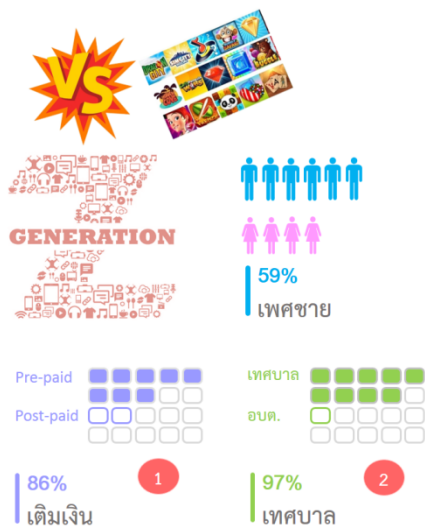 VS
GENERATION
59%
เพศชาย
Pre-paid
Post-paid
เทศบาล
อบต.
86%
เติมเงิน
1
97%
เทศบาล
2